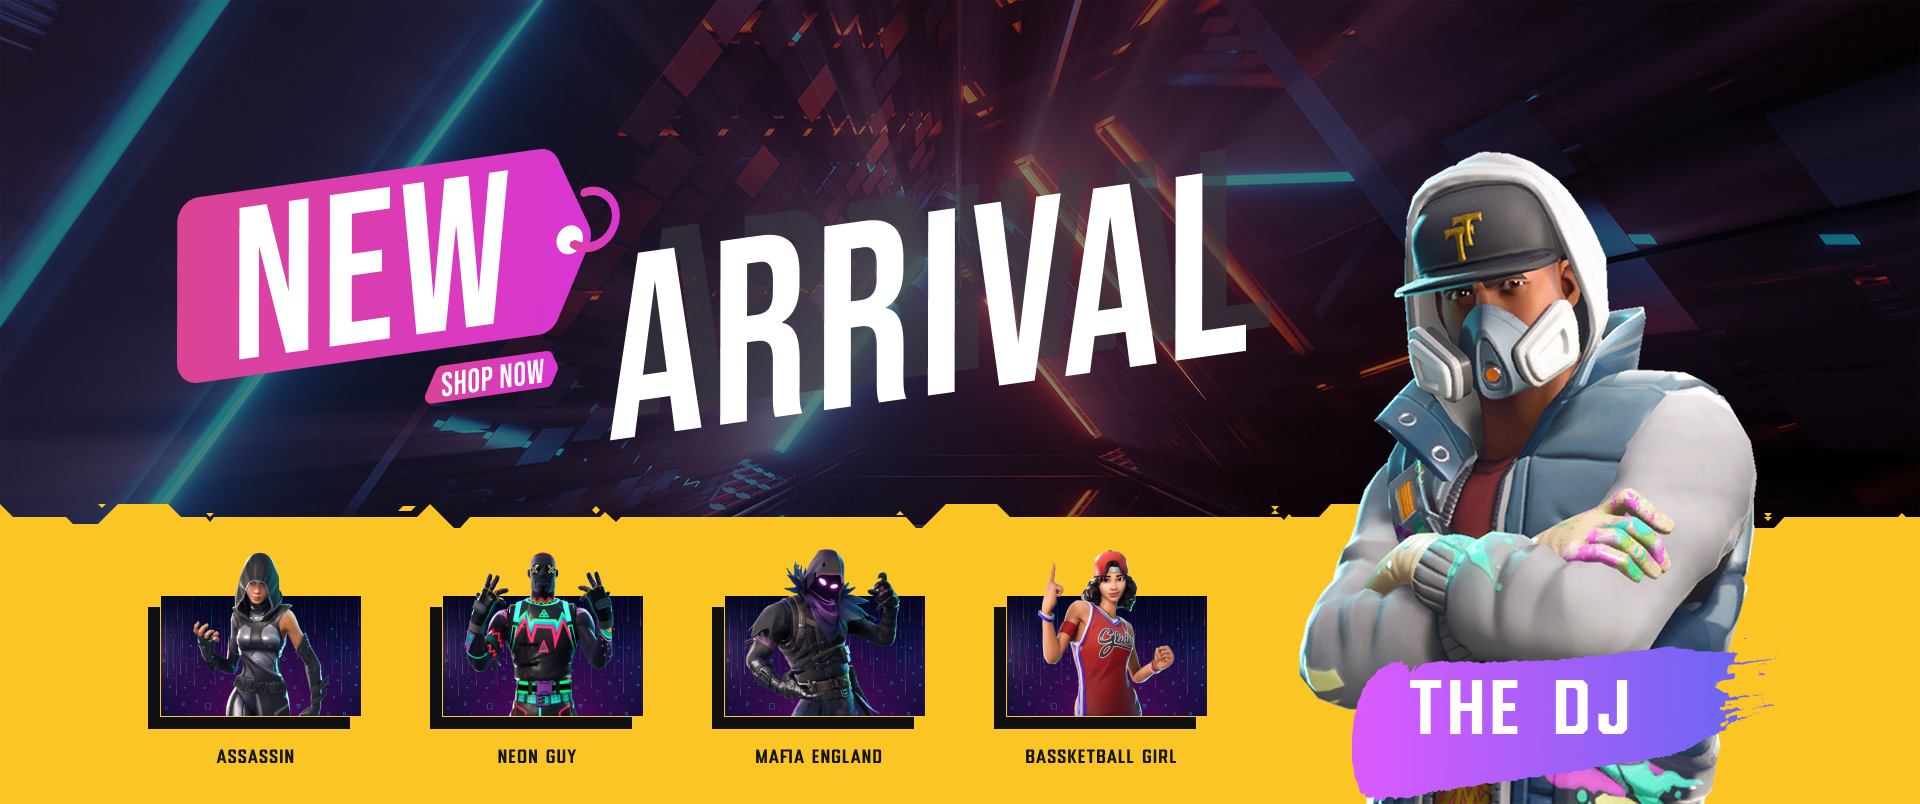 NEW
ARRIVAL
SHOP NOW
ASSASSIN
NEON GUY
MAFIA ENGLAND
BASSKETBALL GIRL
THE DJ